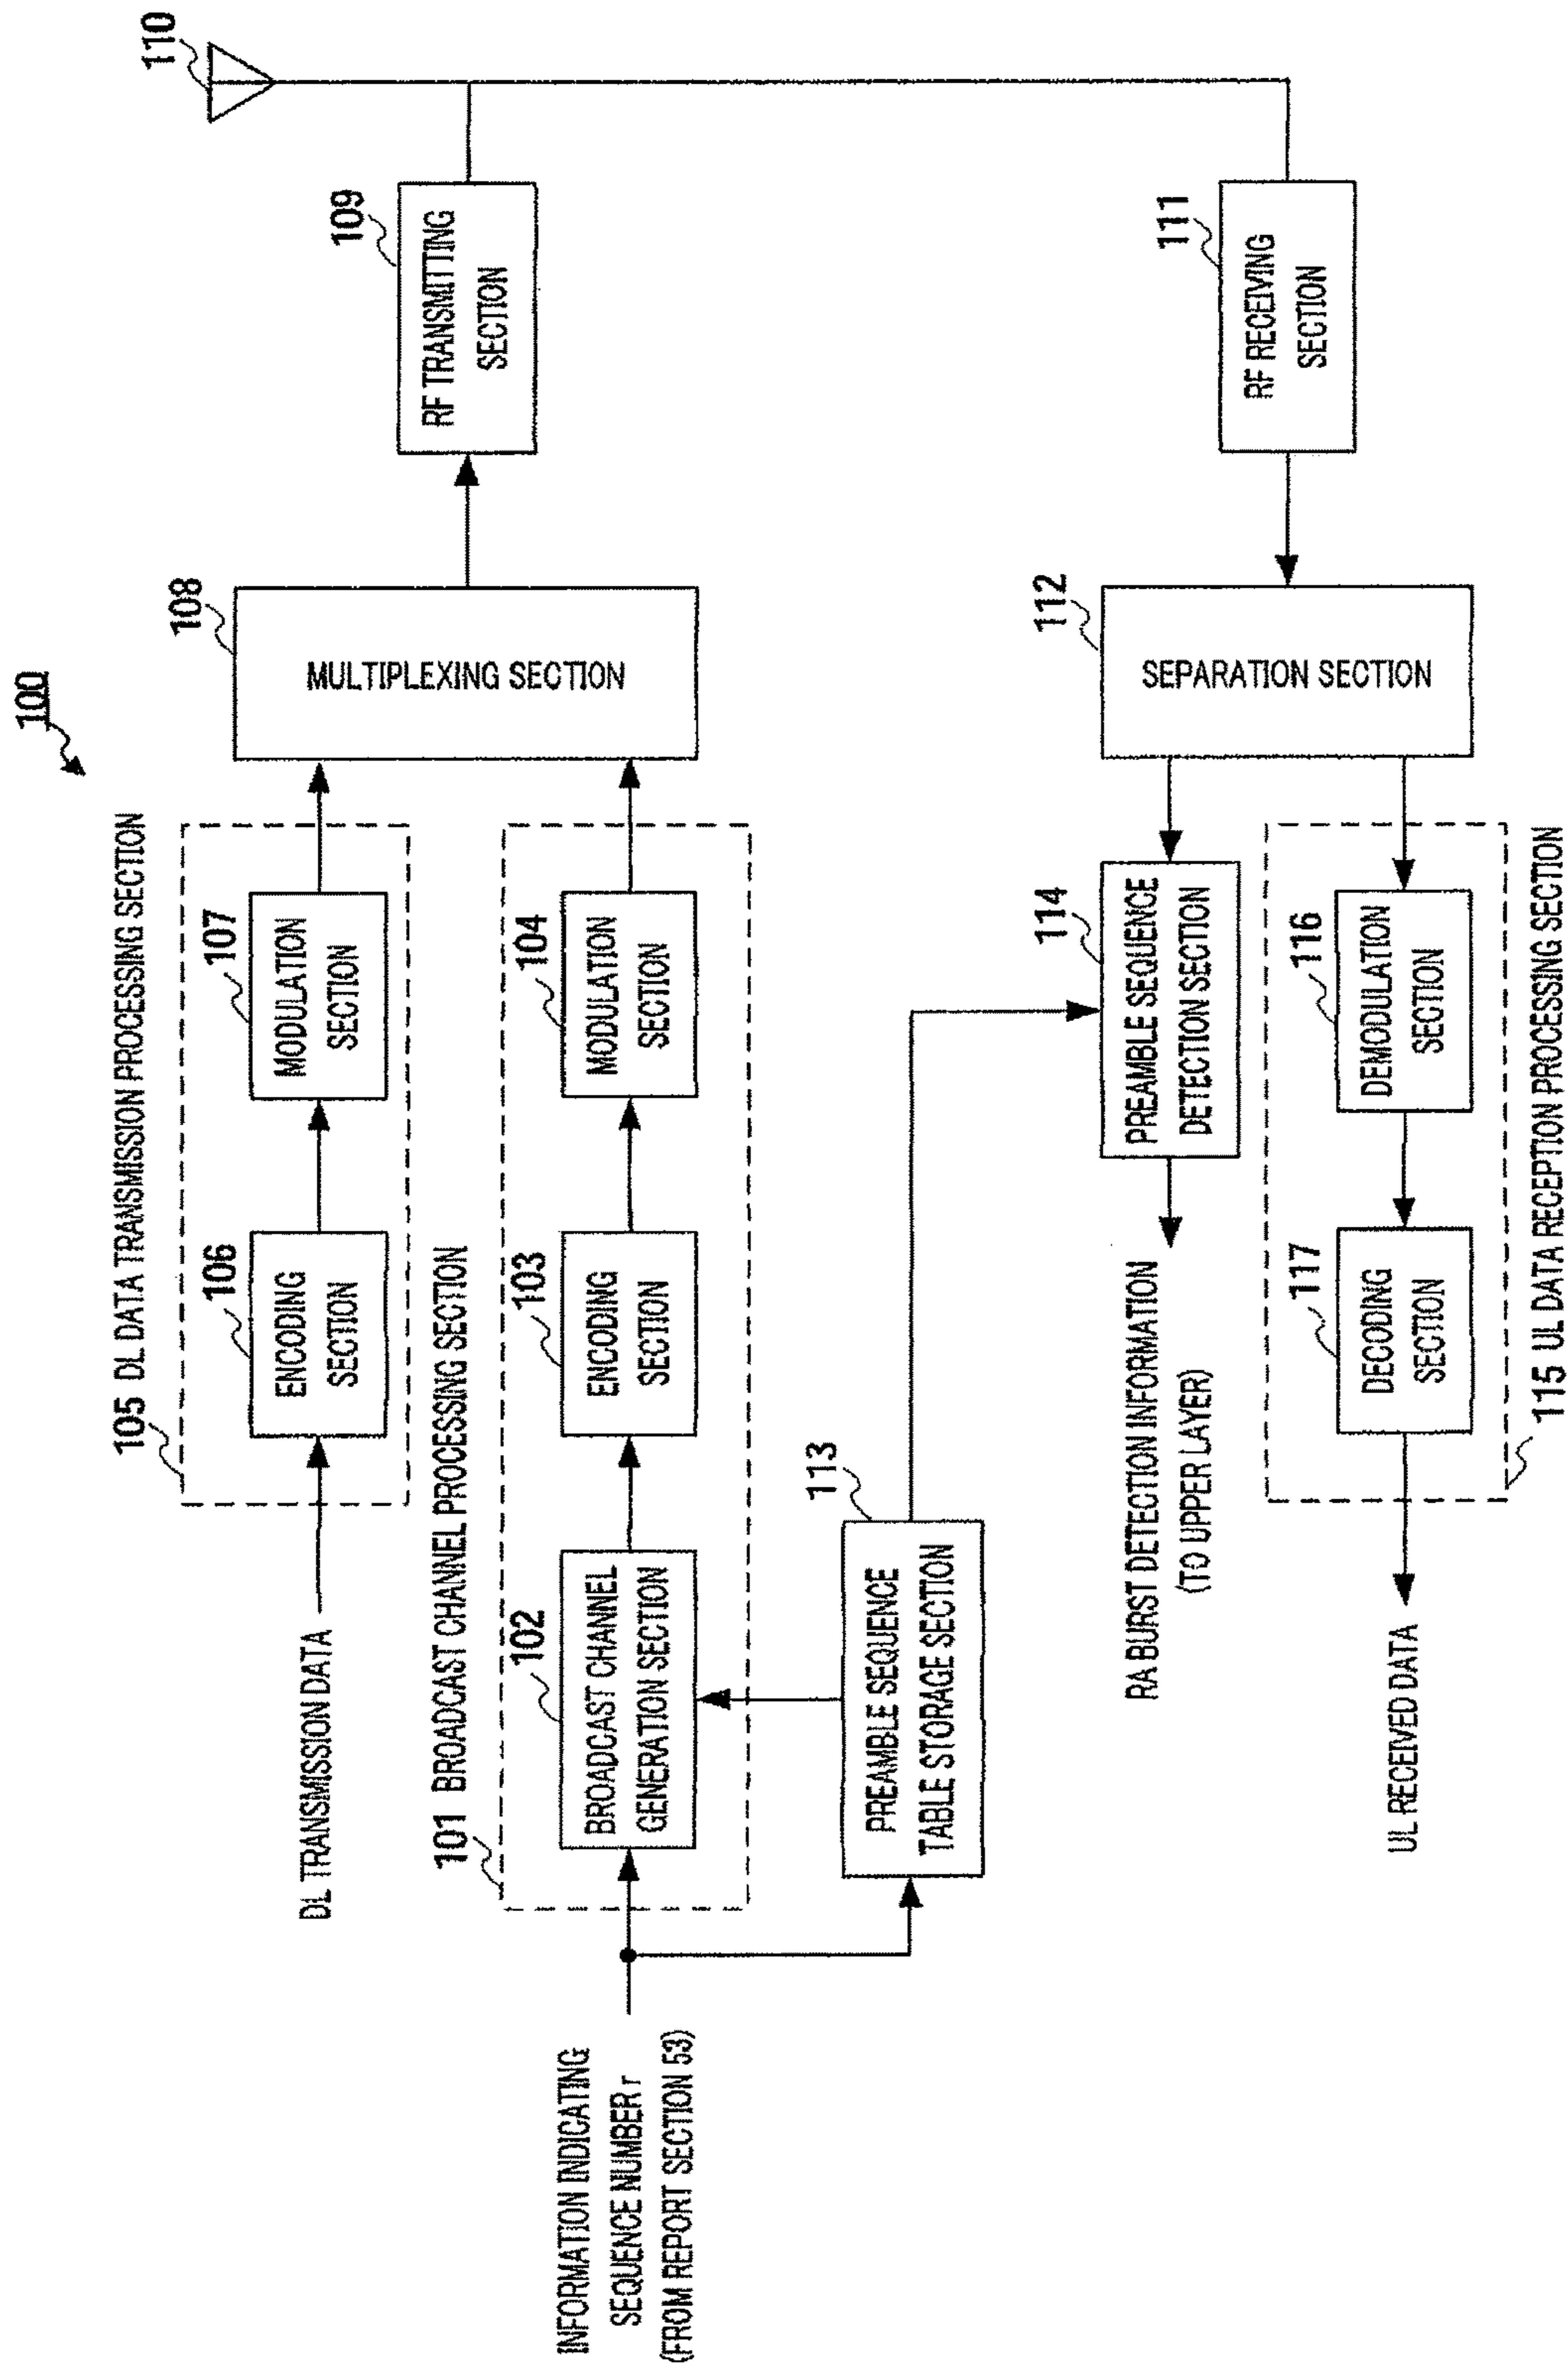 100
105 DL DATA TRANSMISSION PROCESSING SECTION
DL TRANSMISSION DATA
106
ENCODING
SECTION
107
MODULATION
SECTION
108
MULTIPLEXING SECTION
109
RF TRANSMITTING
SECTION
110
101 BROADCAST CHANNEL PROCESSING SECTION
INFORMATION INDICATING
SEQUENCE NUMBER r
(FROM REPORT SECTION 53)
102
BROADCAST CHANNEL
GENERATION SECTION
103
ENCODING
SECTION
104
MODULATION
SECTION
113
PREAMBLE SEQUENCE
TABLE STORAGE SECTION
114
PREAMBLE SEQUENCE
DETECTION SECTION
112
SEPARATION SECTION
111
RF RECEIVING
SECTION
RA BURST DETECTION INFORMATION
(TO UPPER LAYER)
UL RECEIVED DATA
117
DECODING
SECTION
116
DEMODULATION
SECTION
115 UL DATA RECEPTION PROCESSING SECTION